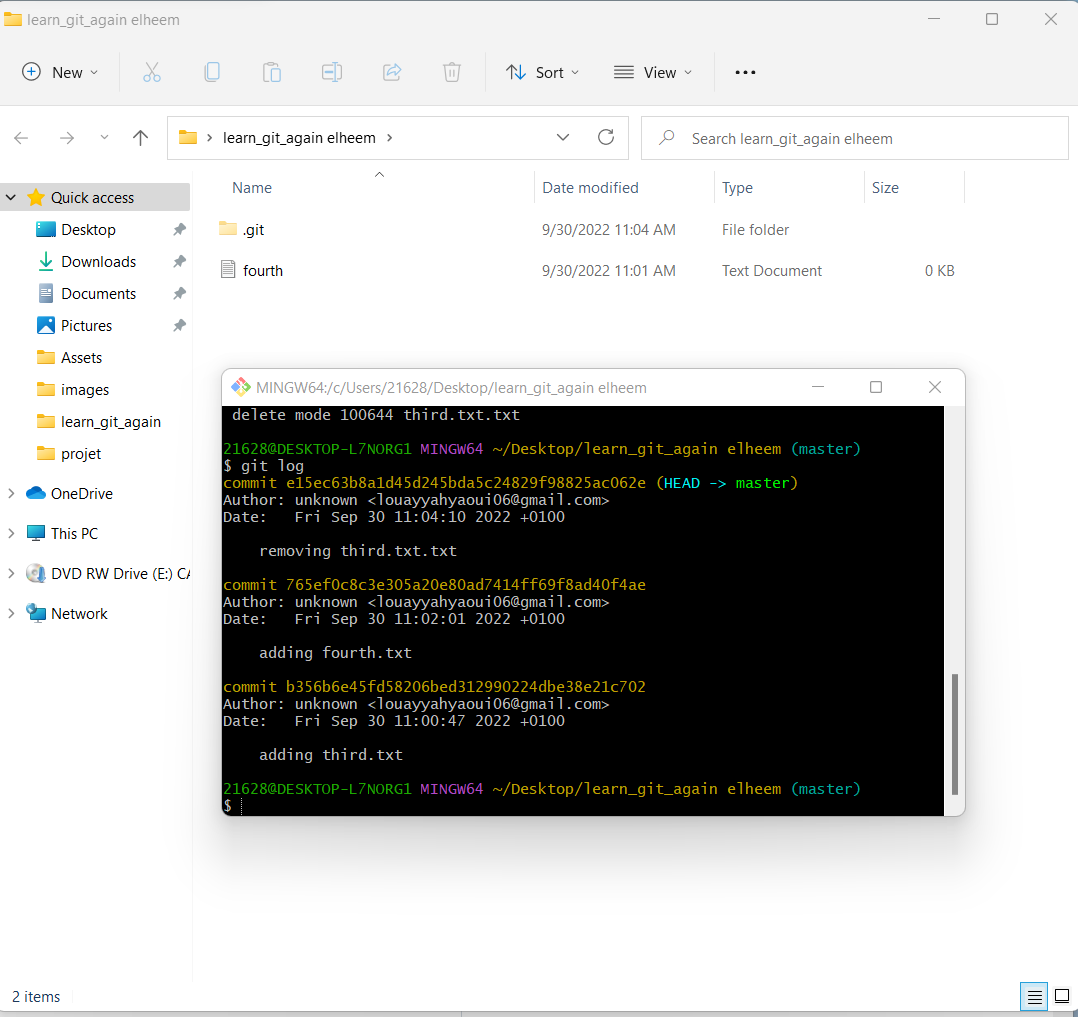 learn_git_again elheem
New
Sort
View
learn_git_again elheem
Search learn_git_again elheem
Name
Date modified
Type
Size
Quick access
Desktop
Downloads
Documents
Pictures
Assets
images
learn_git_again
projet
OneDrive
This PC
DVD RW Drive (E:) CA
Network
.git
9/30/2022 11:04 AM
File folder
fourth
9/30/2022 11:01 AM
Text Document
0 KB
MINGW64:/c/Users/21628/Desktop/learn_git_again elheem
delete mode 100644 third.txt.txt
21628@DESKTOP-L7NORG1 MINGW64 ~/Desktop/learn_git_again elheem (master)
$ git log
commit e15ec63b8a1d45d245bda5c24829f98825ac062e (HEAD -> master)
Author: unknown <louayyahyaoui06@gmail.com>
Date:   Fri Sep 30 11:04:10 2022 +0100
removing third.txt.txt
commit 765ef0c8c3e305a20e80ad7414ff69f8ad40f4ae
Author: unknown <louayyahyaoui06@gmail.com>
Date:   Fri Sep 30 11:02:01 2022 +0100
adding fourth.txt
commit b356b6e45fd58206bed312990224dbe38e21c702
Author: unknown <louayyahyaoui06@gmail.com>
Date:   Fri Sep 30 11:00:47 2022 +0100
adding third.txt
21628@DESKTOP-L7NORG1 MINGW64 ~/Desktop/learn_git_again elheem (master)
$
2 items